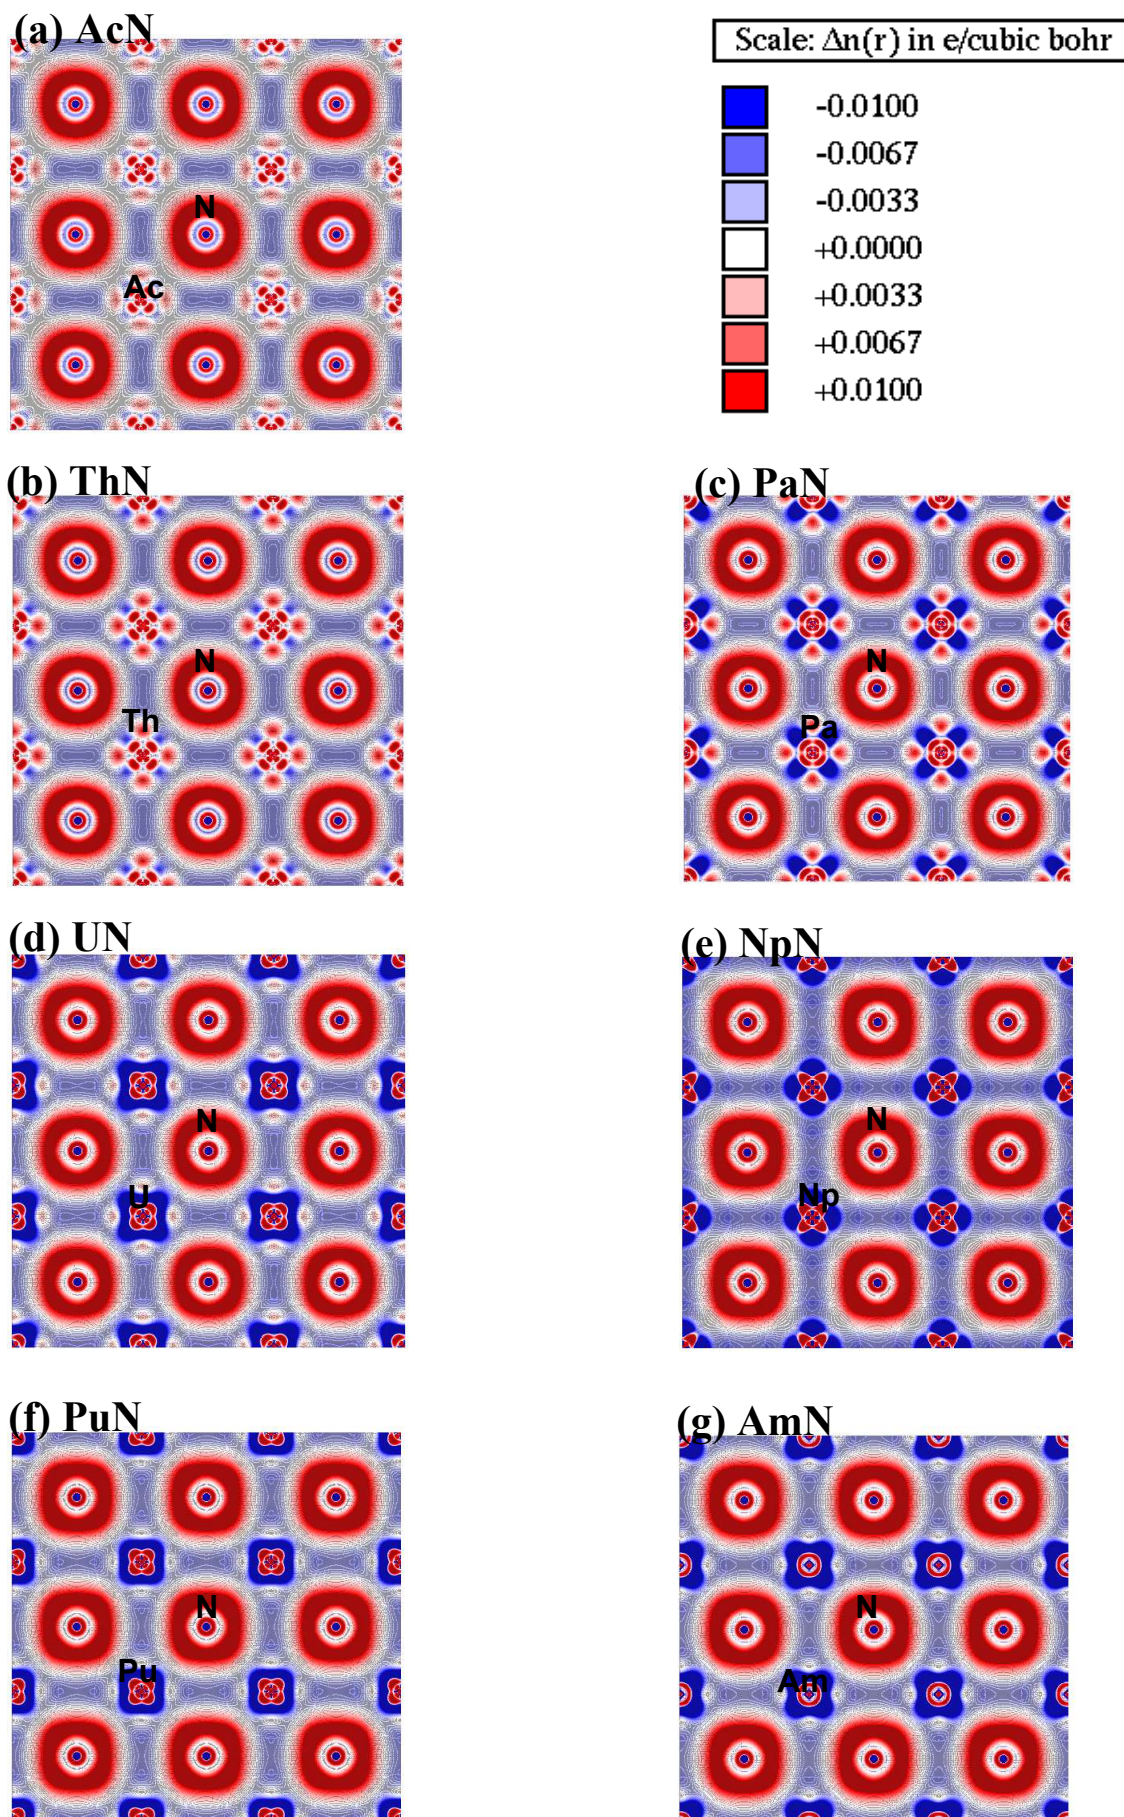 (a) AcN
Scale: Δn(r) in e/cubic bohr
-0.0100
-0.0067
-0.0033
+0.0000
+0.0033
+0.0067
+0.0100
N
Ac
(b) ThN
(c) PaN
N
Th
N
Pa
(d) UN
(e) NpN
N
U
N
Np
(f) PuN
(g) AmN
N
Pu
N
Am